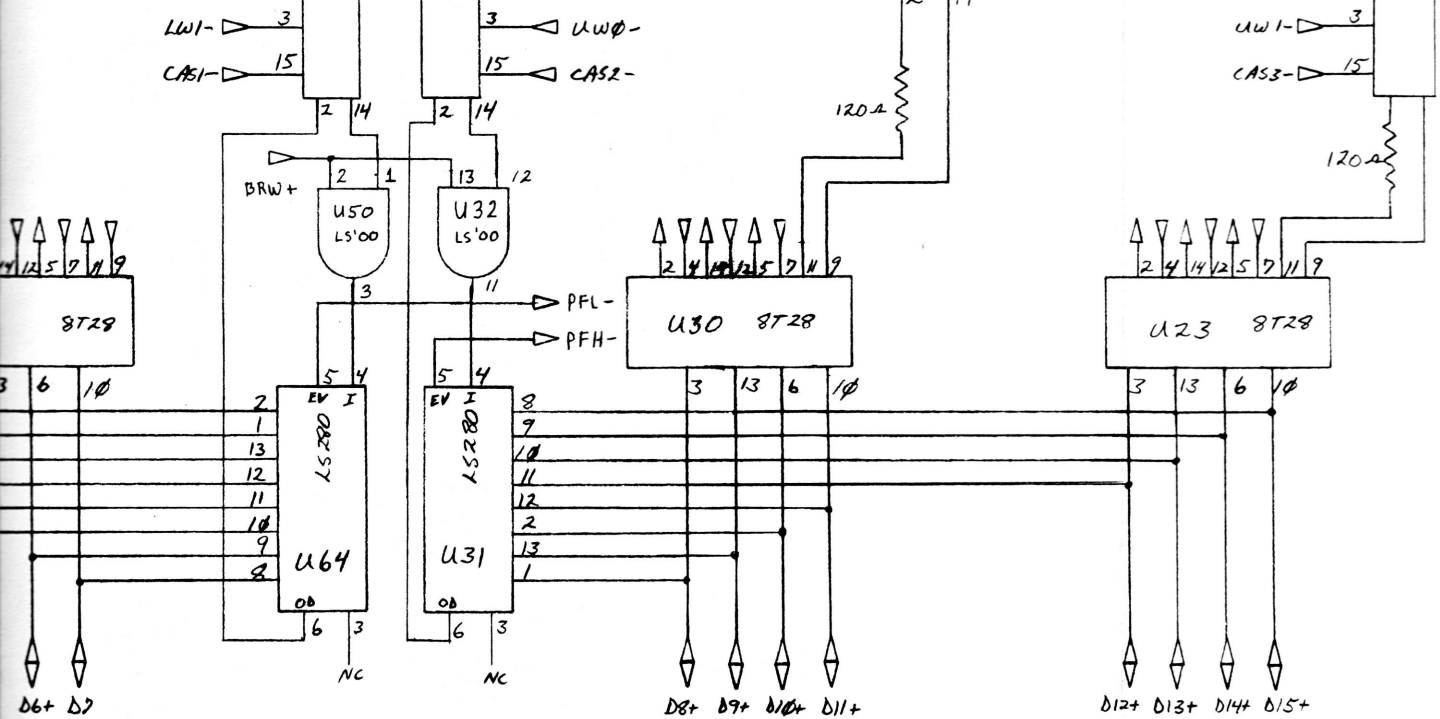 LW1- 3 3 UWØ- UW1- 3
CAS1- 15 15 CAS2- CAS3- 15
2 14 2 14 120Ω
120Ω
BRW+ 2 1 13 12
U50 U32
LS'00 LS'00
14 12 5 7 11 9 2 4 14 12 5 7 11 9 2 4 14 12 5 7 11 9
3 11 PFL-
8T28 U30 8T28 U23 8T28
PFH-
3 6 1Ø 5 4 5 4 3 13 6 1Ø 3 13 6 1Ø
EV I EV I
2 8
1 9
13 1Ø
12 11
11 12
1Ø 2
9 13
8 1
LS280 LS280
U64 U31
OD OD
6 3 6 3
NC NC
D6+ D7 D8+ D9+ D1Ø+ D11+ D12+ D13+ D14+ D15+